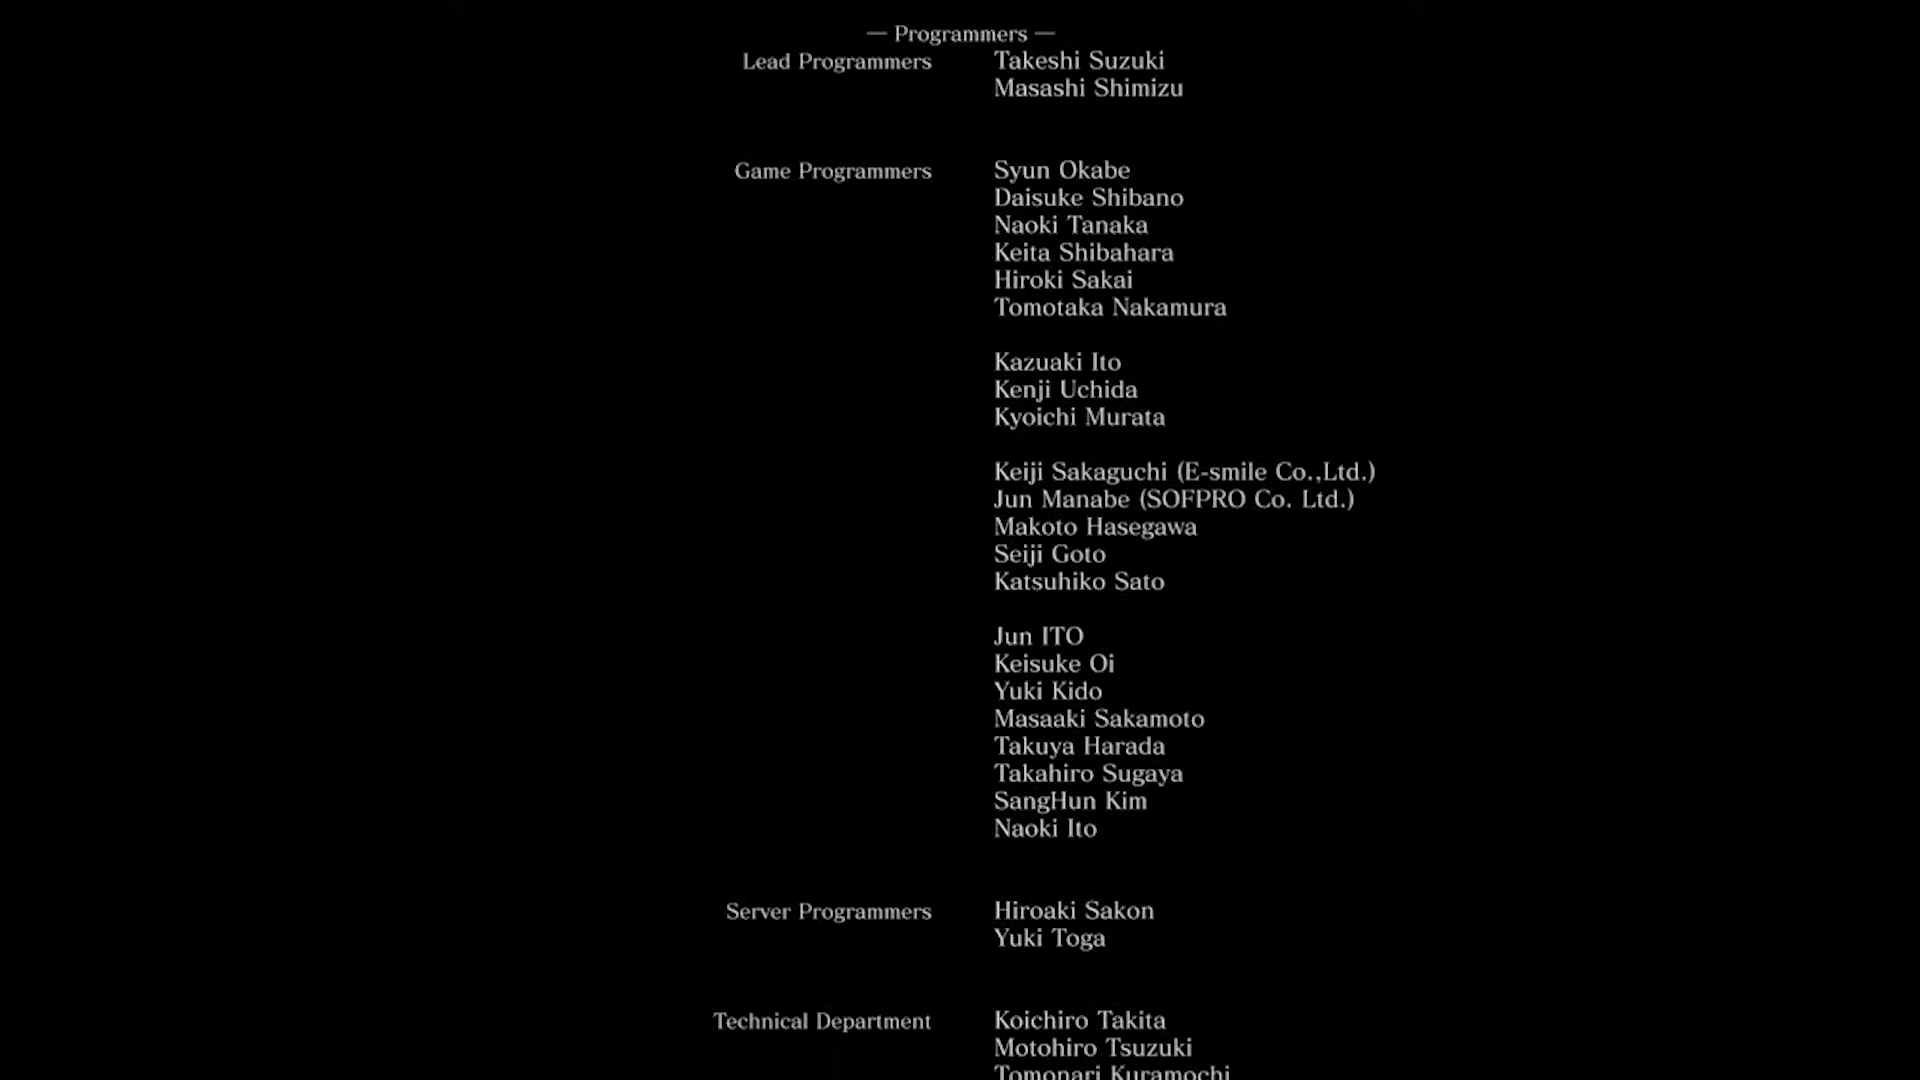 — Programmers —
Lead Programmers Takeshi Suzuki
Masashi Shimizu
Game Programmers Syun Okabe
Daisuke Shibano
Naoki Tanaka
Keita Shibahara
Hiroki Sakai
Tomotaka Nakamura
Kazuaki Ito
Kenji Uchida
Kyoichi Murata
Keiji Sakaguchi (E-smile Co.,Ltd.)
Jun Manabe (SOFPRO Co. Ltd.)
Makoto Hasegawa
Seiji Goto
Katsuhiko Sato
Jun ITO
Keisuke Oi
Yuki Kido
Masaaki Sakamoto
Takuya Harada
Takahiro Sugaya
SangHun Kim
Naoki Ito
Server Programmers Hiroaki Sakon
Yuki Toga
Technical Department Koichiro Takita
Motohiro Tsuzuki
Tomonari Kuramochi